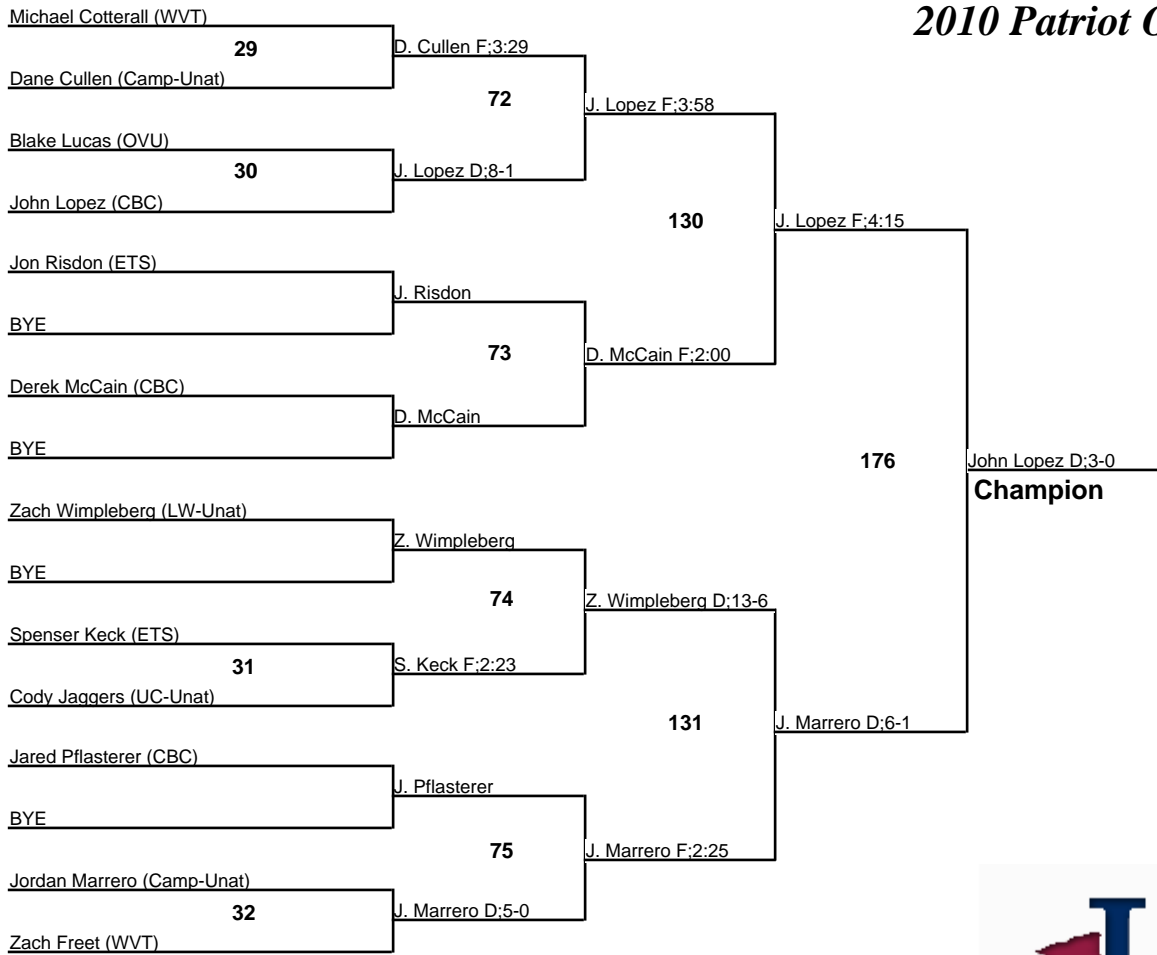 2010 Patriot O
Michael Cotterall (WVT)
29
D. Cullen F;3:29
Dane Cullen (Camp-Unat)
72
J. Lopez F;3:58
Blake Lucas (OVU)
30
J. Lopez D;8-1
John Lopez (CBC)
130
J. Lopez F;4:15
Jon Risdon (ETS)
J. Risdon
BYE
73
D. McCain F;2:00
Derek McCain (CBC)
D. McCain
BYE
176
John Lopez D;3-0
Champion
Zach Wimpleberg (LW-Unat)
Z. Wimpleberg
BYE
74
Z. Wimpleberg D;13-6
Spenser Keck (ETS)
31
S. Keck F;2:23
Cody Jaggers (UC-Unat)
131
J. Marrero D;6-1
Jared Pflasterer (CBC)
J. Pflasterer
BYE
75
J. Marrero F;2:25
Jordan Marrero (Camp-Unat)
32
J. Marrero D;5-0
Zach Freet (WVT)